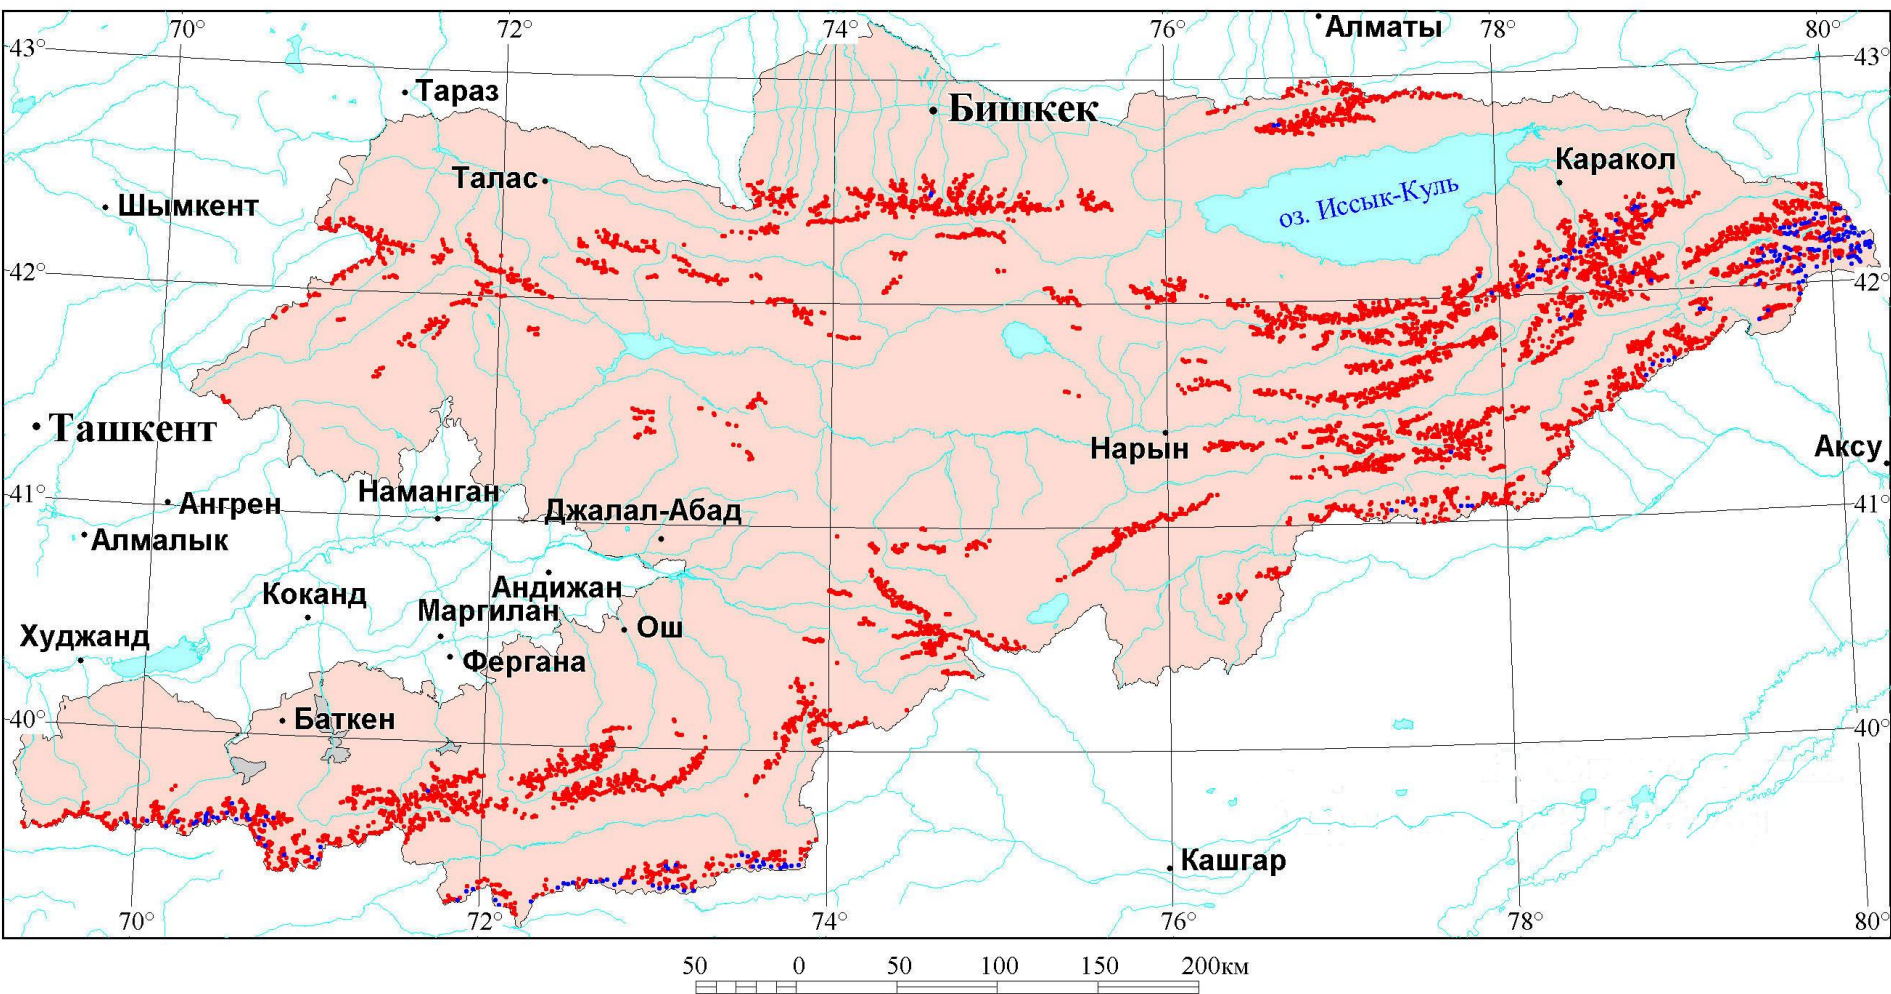 70°
72°
74°
76°
78°
80°
Алматы
43°
43°
Тараз
Бишкек
Каракол
Талас
Шымкент
оз. Иссык-Куль
42°
42°
Ташкент
Нарын
Аксу
41°
41°
Наманган
Ангрен
Джалал-Абад
Алмалык
Андижан
Коканд
Маргилан
Худжанд
Ош
Фергана
40°
40°
Баткен
Кашгар
70°
72°
74°
76°
78°
80°
50 0 50 100 150 200км